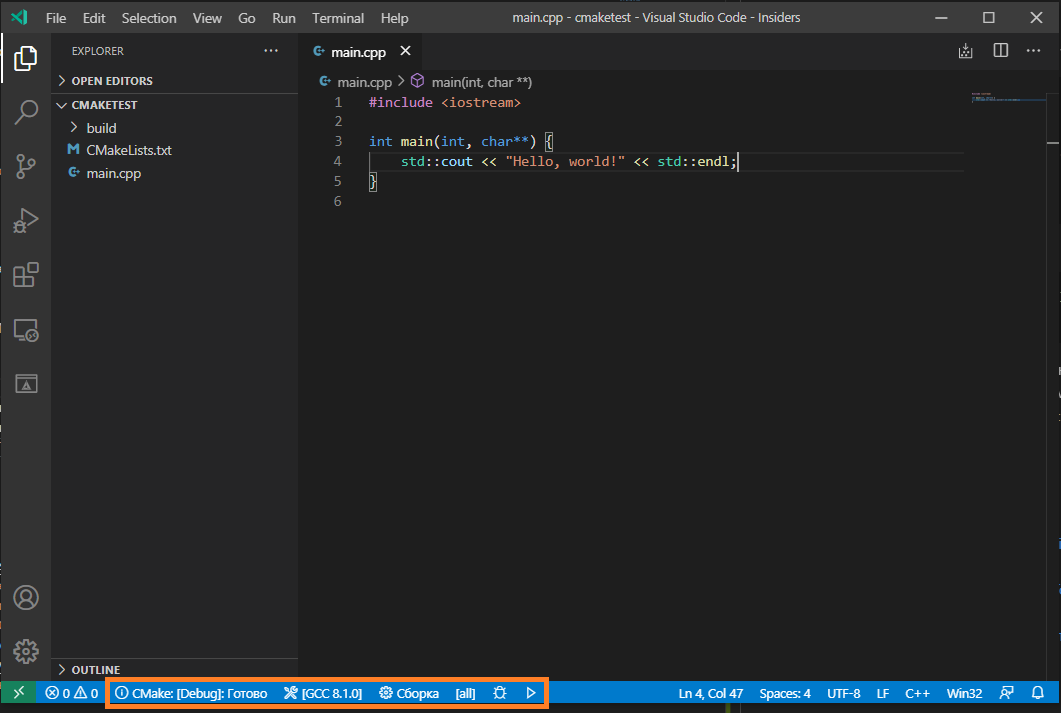 File Edit Selection View Go Run Terminal Help main.cpp - cmaketest - Visual Studio Code - Insiders
EXPLORER
OPEN EDITORS
CMAKETEST
build
CMakeLists.txt
main.cpp
main.cpp
main.cpp > main(int, char **)
1 #include <iostream>
2
3 int main(int, char**) {
4 std::cout << "Hello, world!" << std::endl;
5 }
6
OUTLINE
0 0 CMake: [Debug]: Готово [GCC 8.1.0] Сборка [all] Ln 4, Col 47 Spaces: 4 UTF-8 LF C++ Win32